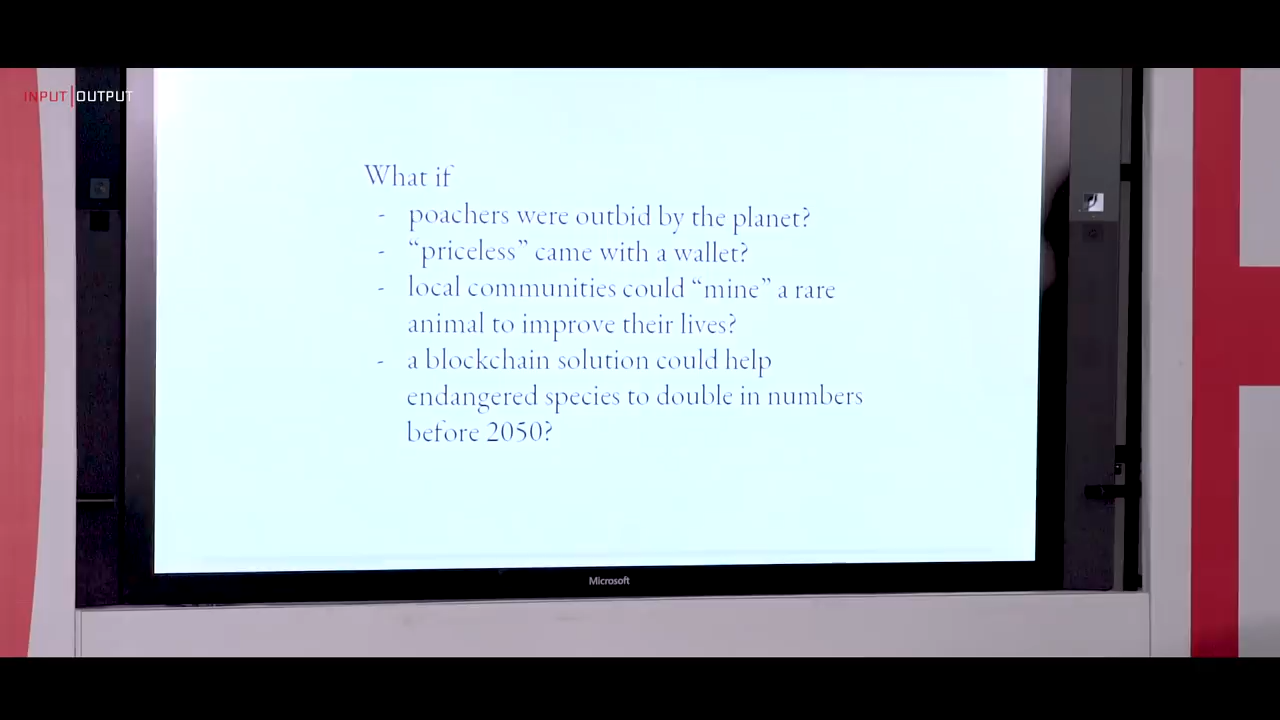 INPUT|OUTPUT
What if
- poachers were outbid by the planet?
- “priceless” came with a wallet?
- local communities could “mine” a rare
animal to improve their lives?
- a blockchain solution could help
endangered species to double in numbers
before 2050?
Microsoft